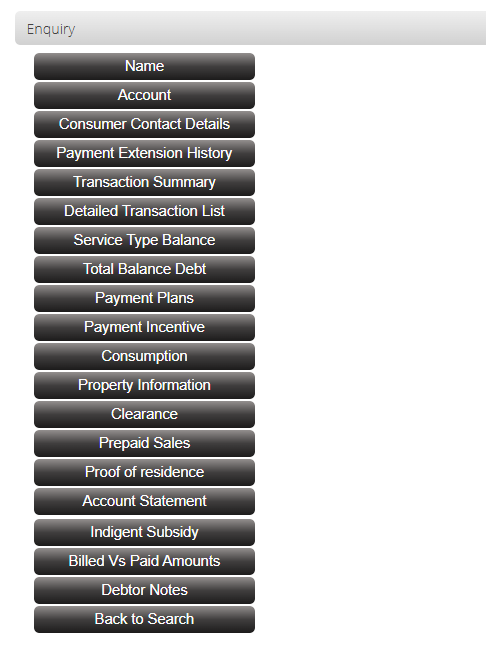 Enquiry
Name
Account
Consumer Contact Details
Payment Extension History
Transaction Summary
Detailed Transaction List
Service Type Balance
Total Balance Debt
Payment Plans
Payment Incentive
Consumption
Property Information
Clearance
Prepaid Sales
Proof of residence
Account Statement
Indigent Subsidy
Billed Vs Paid Amounts
Debtor Notes
Back to Search